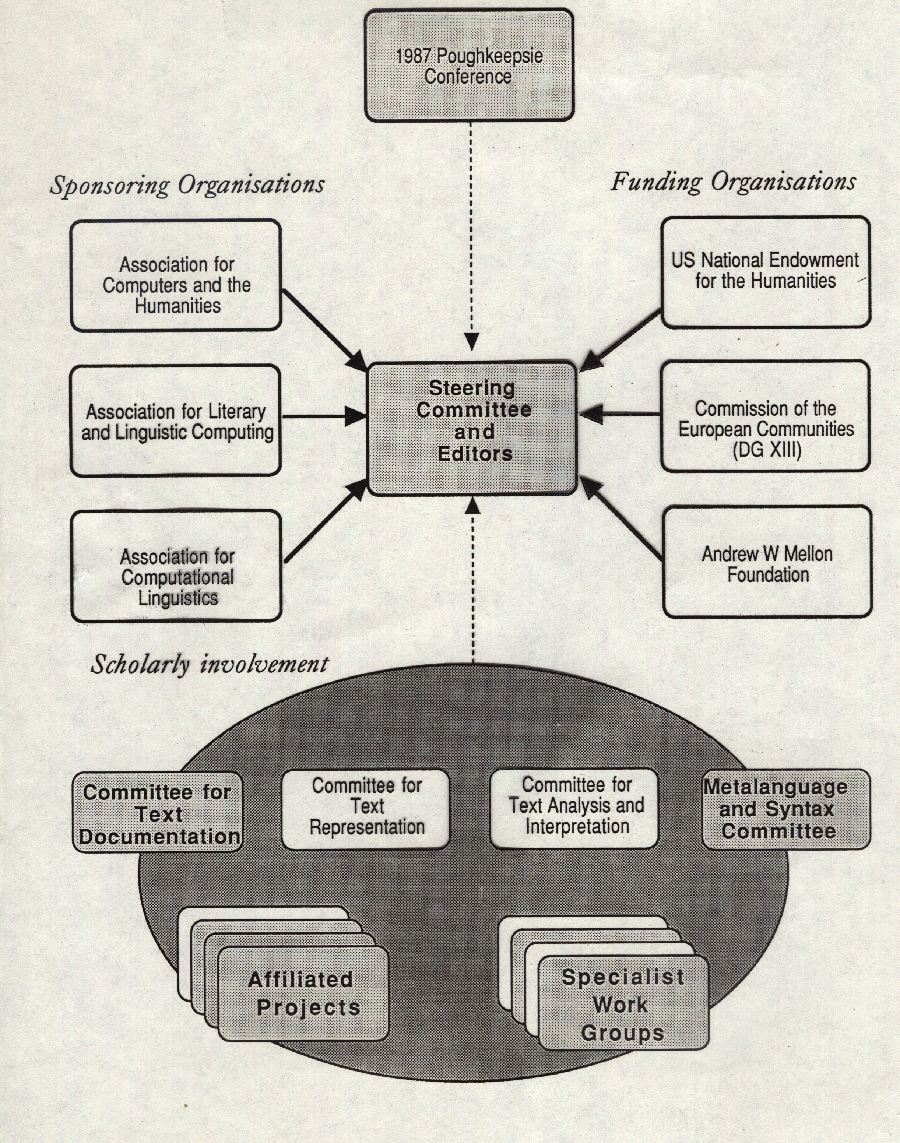 1987 Poughkeepsie
Conference
Sponsoring Organisations
Funding Organisations
Association for
Computers and the
Humanities
US National Endowment
for the Humanities
Steering
Committee
and
Editors
Association for Literary
and Linguistic Computing
Commission of the
European Communities
(DG XIII)
Association for
Computational
Linguistics
Andrew W Mellon
Foundation
Scholarly involvement
Committee for
Text
Documentation
Committee for
Text
Representation
Committee for
Text Analysis and
Interpretation
Metalanguage
and Syntax
Committee
Affiliated
Projects
Specialist
Work
Groups